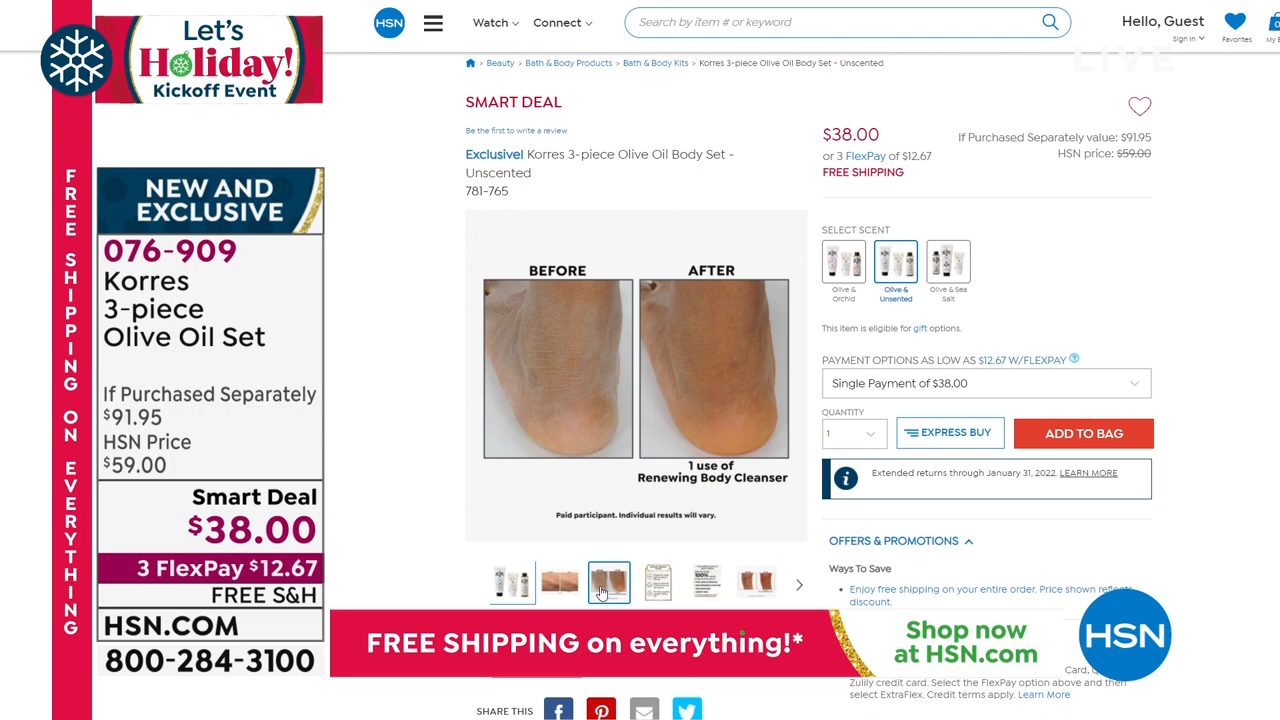 Let's
Holiday!
Kickoff Event
FREE SHIPPING ON EVERYTHING
NEW AND
EXCLUSIVE
076-909
Korres
3-piece
Olive Oil Set
If Purchased Separately
$91.95
HSN Price
$59.00
Smart Deal
$38.00
3 FlexPay $12.67
FREE S&H
HSN.COM
800-284-3100
HSN
Watch
Connect
Search by item # or keyword
Hello, Guest
Sign In
Favorites
LIVE
> Beauty > Bath & Body Products > Bath & Body Kits > Korres 3-piece Olive Oil Body Set - Unscented
SMART DEAL
Be the first to write a review
Exclusive! Korres 3-piece Olive Oil Body Set -
Unscented
781-765
BEFORE
AFTER
1 use of
Renewing Body Cleanser
Paid participant. Individual results will vary.
$38.00
or 3 FlexPay of $12.67
FREE SHIPPING
If Purchased Separately value: $91.95
HSN price: $59.00
SELECT SCENT
Olive &
Orchid
Olive &
Unsented
Olive & Sea
Salt
This item is eligible for gift options.
PAYMENT OPTIONS AS LOW AS $12.67 W/FLEXPAY
Single Payment of $38.00
QUANTITY
1
EXPRESS BUY
ADD TO BAG
Extended returns through January 31, 2022. LEARN MORE
OFFERS & PROMOTIONS
Ways To Save
• Enjoy free shipping on your entire order. Price shown reflects
discount.
FREE SHIPPING on everything!*
Shop now
at HSN.com
HSN
Card,
Zulily credit card. Select the FlexPay option above and then
select ExtraFlex. Credit terms apply. Learn More
SHARE THIS